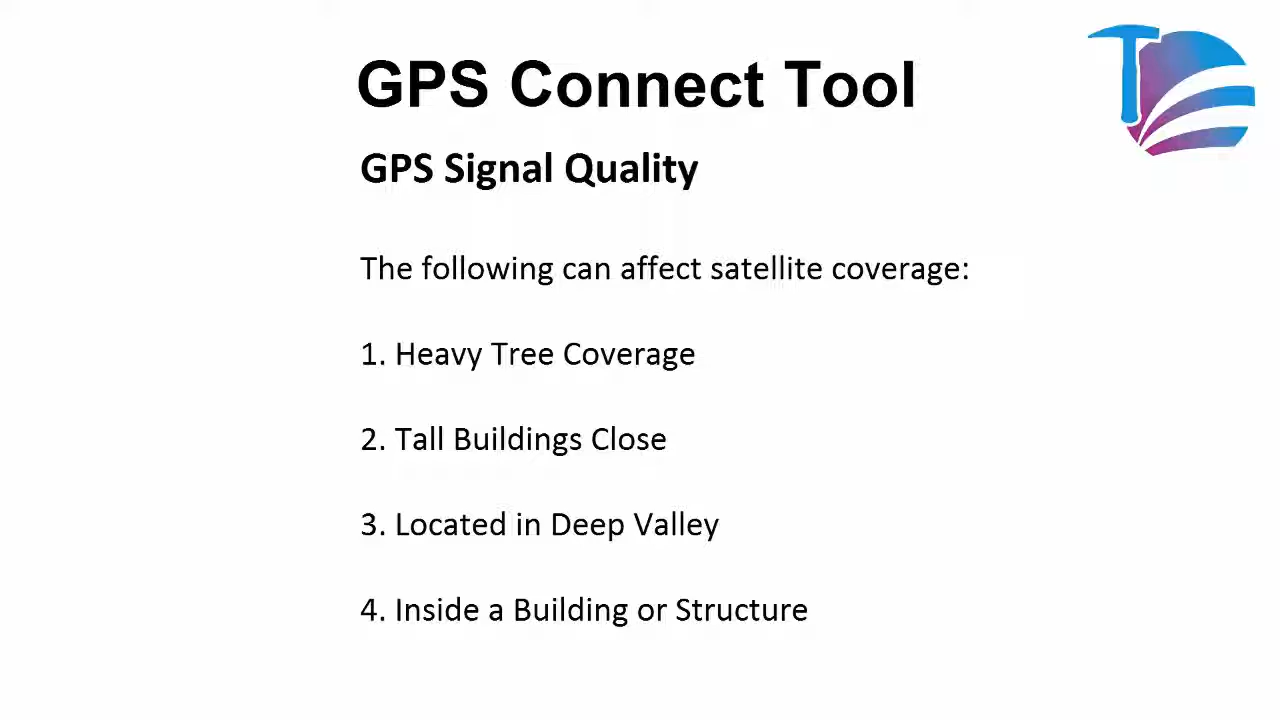 GPS Connect Tool
GPS Signal Quality
The following can affect satellite coverage:
1. Heavy Tree Coverage
2. Tall Buildings Close
3. Located in Deep Valley
4. Inside a Building or Structure